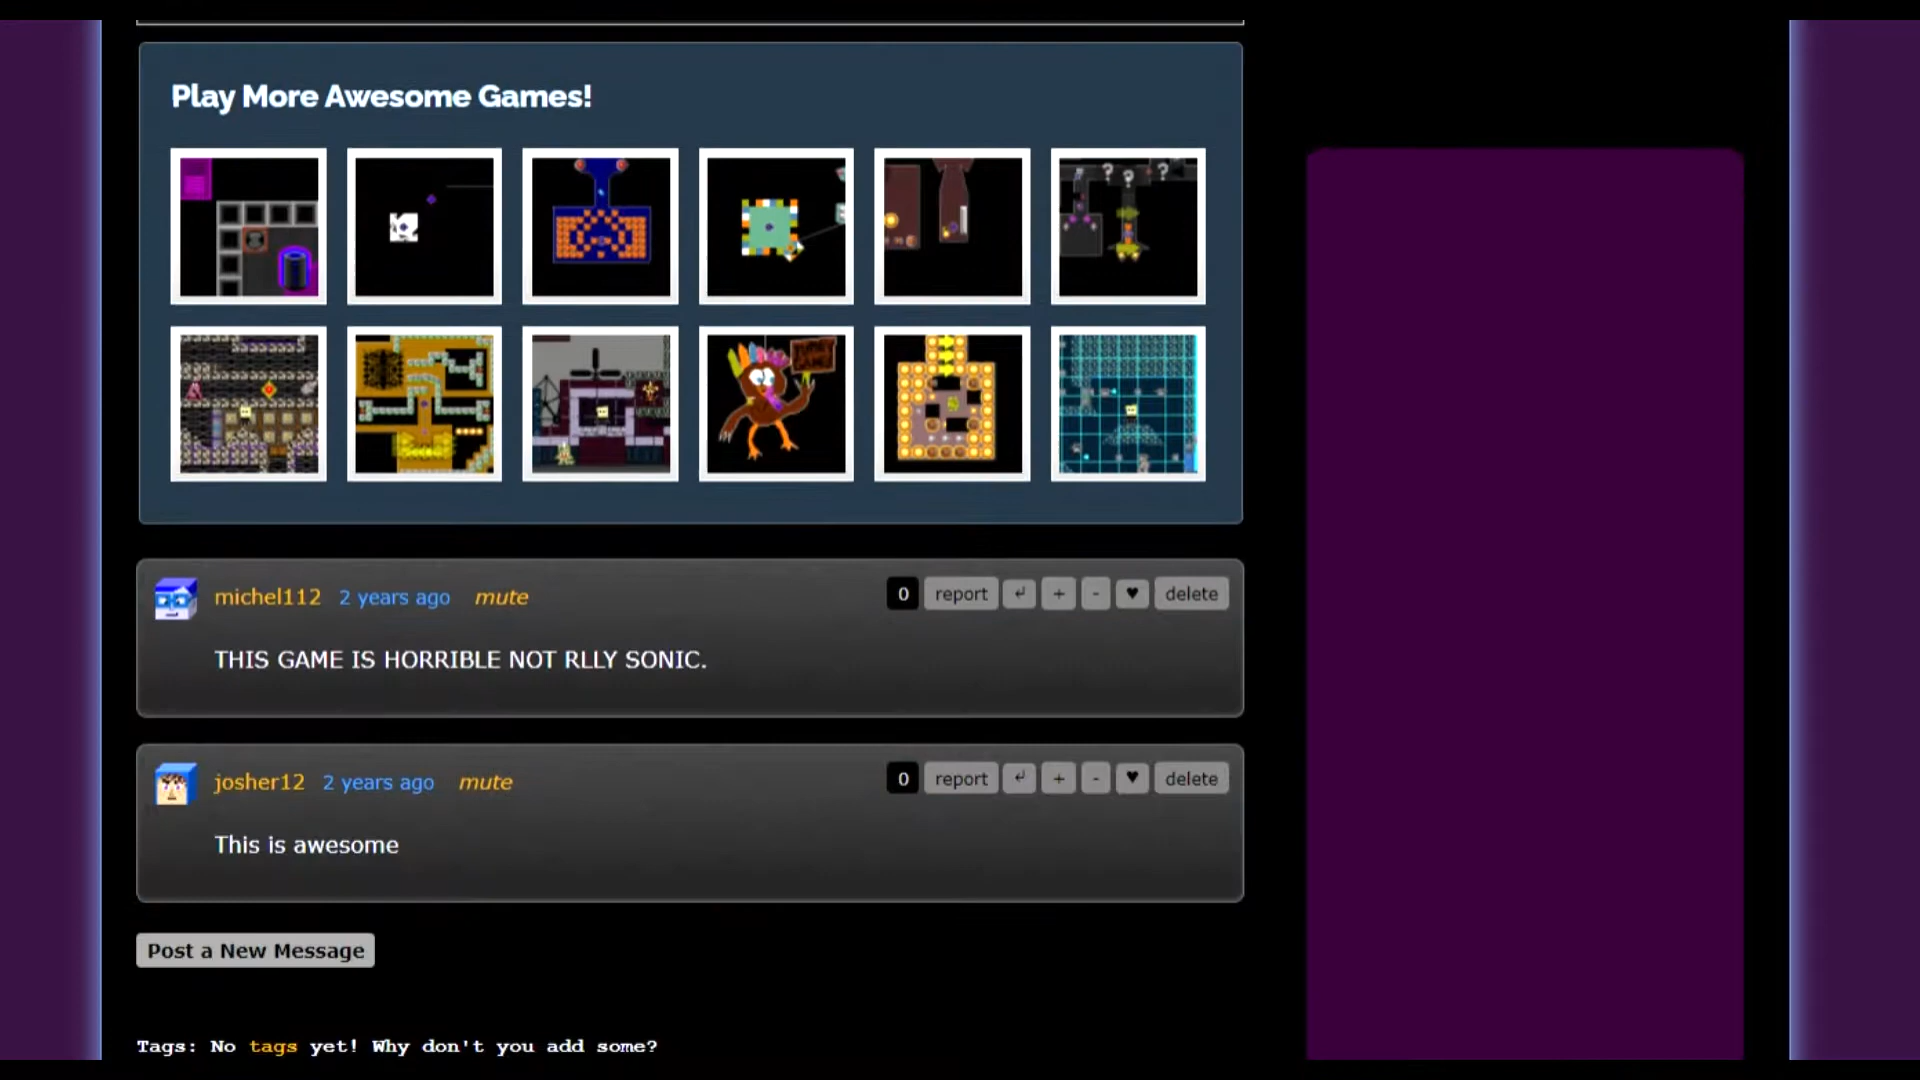 Play More Awesome Games!
michel112 2 years ago mute 0 report ↵ + - ♥ delete
THIS GAME IS HORRIBLE NOT RLLY SONIC.
josher12 2 years ago mute 0 report ↵ + - ♥ delete
This is awesome
Post a New Message
Tags: No tags yet! Why don't you add some?